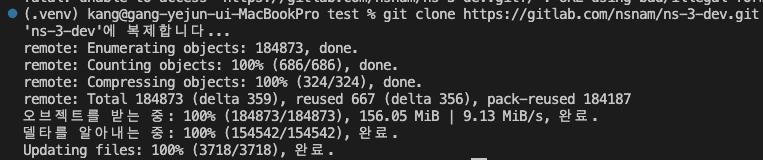 (.venv) kang@gang-yejun-ui-MacBookPro test % git clone https://gitlab.com/nsnam/ns-3-dev.git
'ns-3-dev'에 복제합니다...
remote: Enumerating objects: 184873, done.
remote: Counting objects: 100% (686/686), done.
remote: Compressing objects: 100% (324/324), done.
remote: Total 184873 (delta 359), reused 667 (delta 356), pack-reused 184187
오브젝트를 받는 중: 100% (184873/184873), 156.05 MiB | 9.13 MiB/s, 완료.
델타를 알아내는 중: 100% (154542/154542), 완료.
Updating files: 100% (3718/3718), 완료.